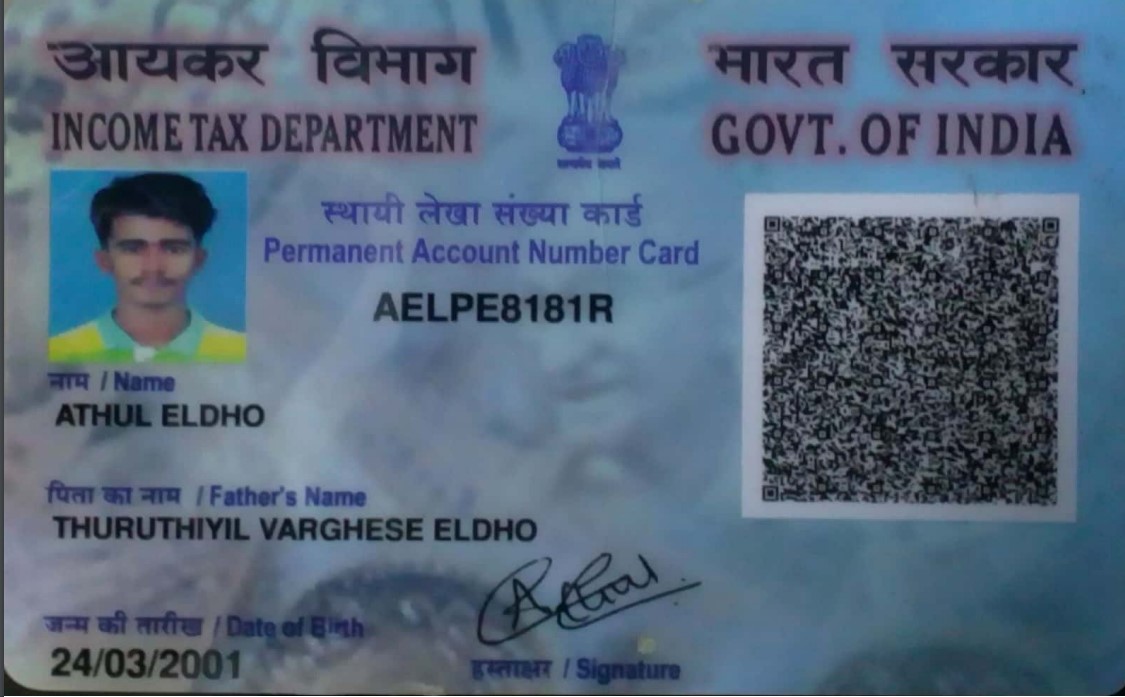 आयकर विभाग
INCOME TAX DEPARTMENT
भारत सरकार
GOVT. OF INDIA
सत्यमेव जयते
स्थायी लेखा संख्या कार्ड
Permanent Account Number Card
AELPE8181R
नाम / Name
ATHUL ELDHO
पिता का नाम / Father's Name
THURUTHIYIL VARGHESE ELDHO
जन्म की तारीख / Date of Birth
24/03/2001
हस्ताक्षर / Signature